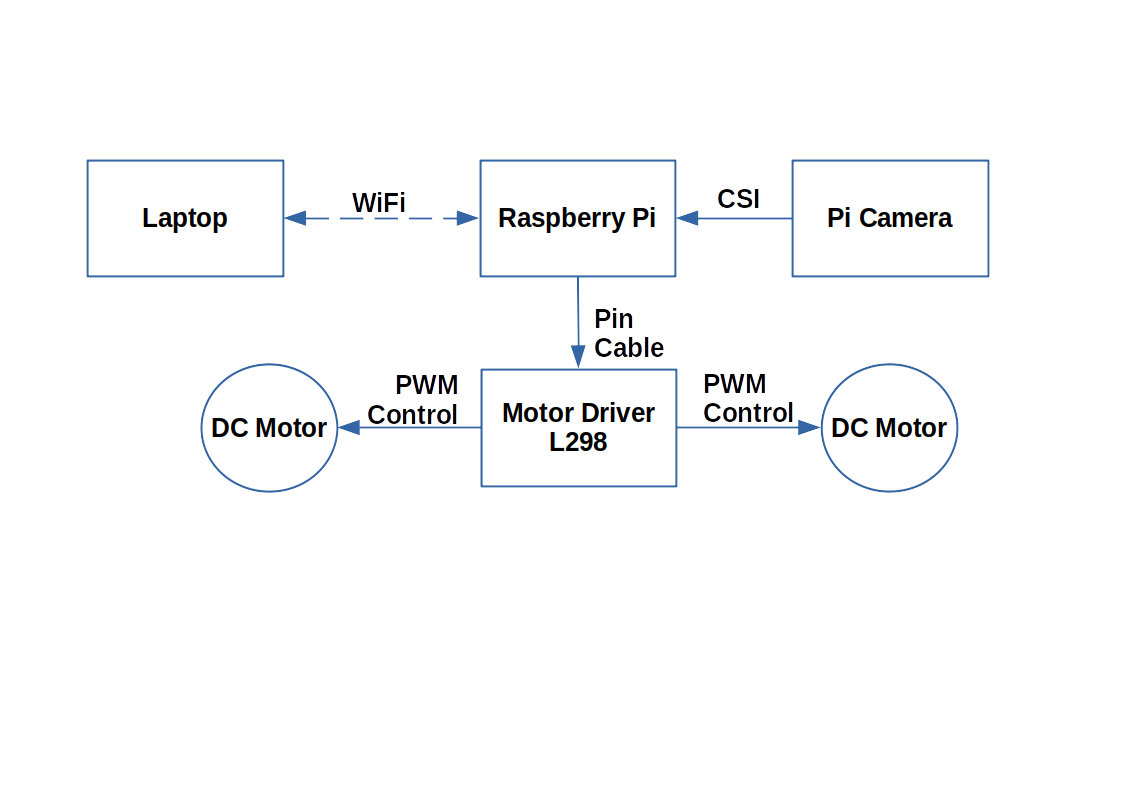 Laptop
WiFi
Raspberry Pi
CSI
Pi Camera
Pin
Cable
DC Motor
PWM
Control
Motor Driver
L298
PWM
Control
DC Motor